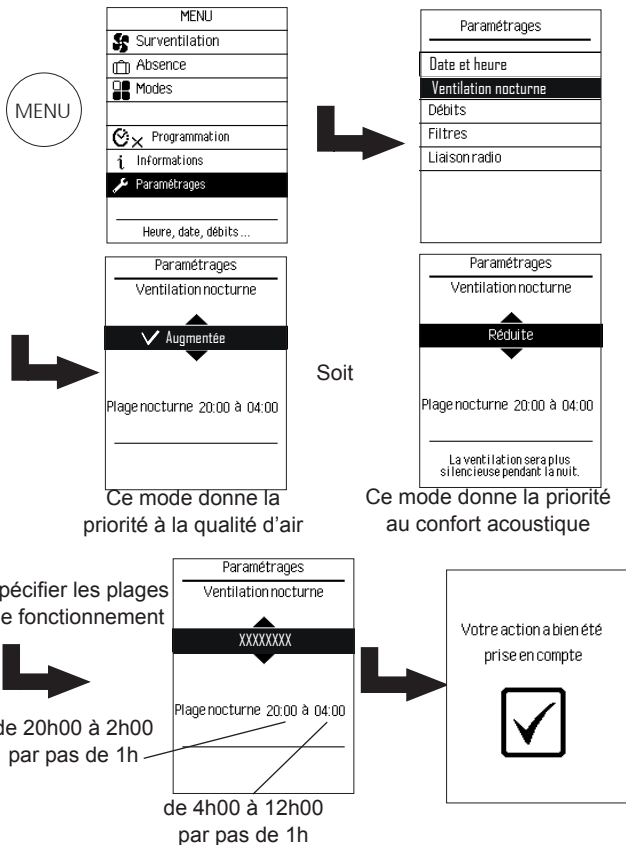 MENU
MENU
Surventilation
Absence
Modes
Programmation
i Informations
Paramétrages
Heure, date, débits ...
Paramétrages
Date et heure
Ventilation nocturne
Débits
Filtres
Liaison radio
Paramétrages
Ventilation nocturne
Augmentée
Plage nocturne 20:00 à 04:00
Ce mode donne la
priorité à la qualité d'air
Soit
Paramétrages
Ventilation nocturne
Réduite
Plage nocturne 20:00 à 04:00
La ventilation sera plus
silencieuse pendant la nuit.
Ce mode donne la priorité
au confort acoustique
pécifier les plages
e fonctionnement
de 20h00 à 2h00
par pas de 1h
Paramétrages
Ventilation nocturne
XXXXXXXX
Plage nocturne 20:00 à 04:00
de 4h00 à 12h00
par pas de 1h
Votre action a bien été
prise en compte